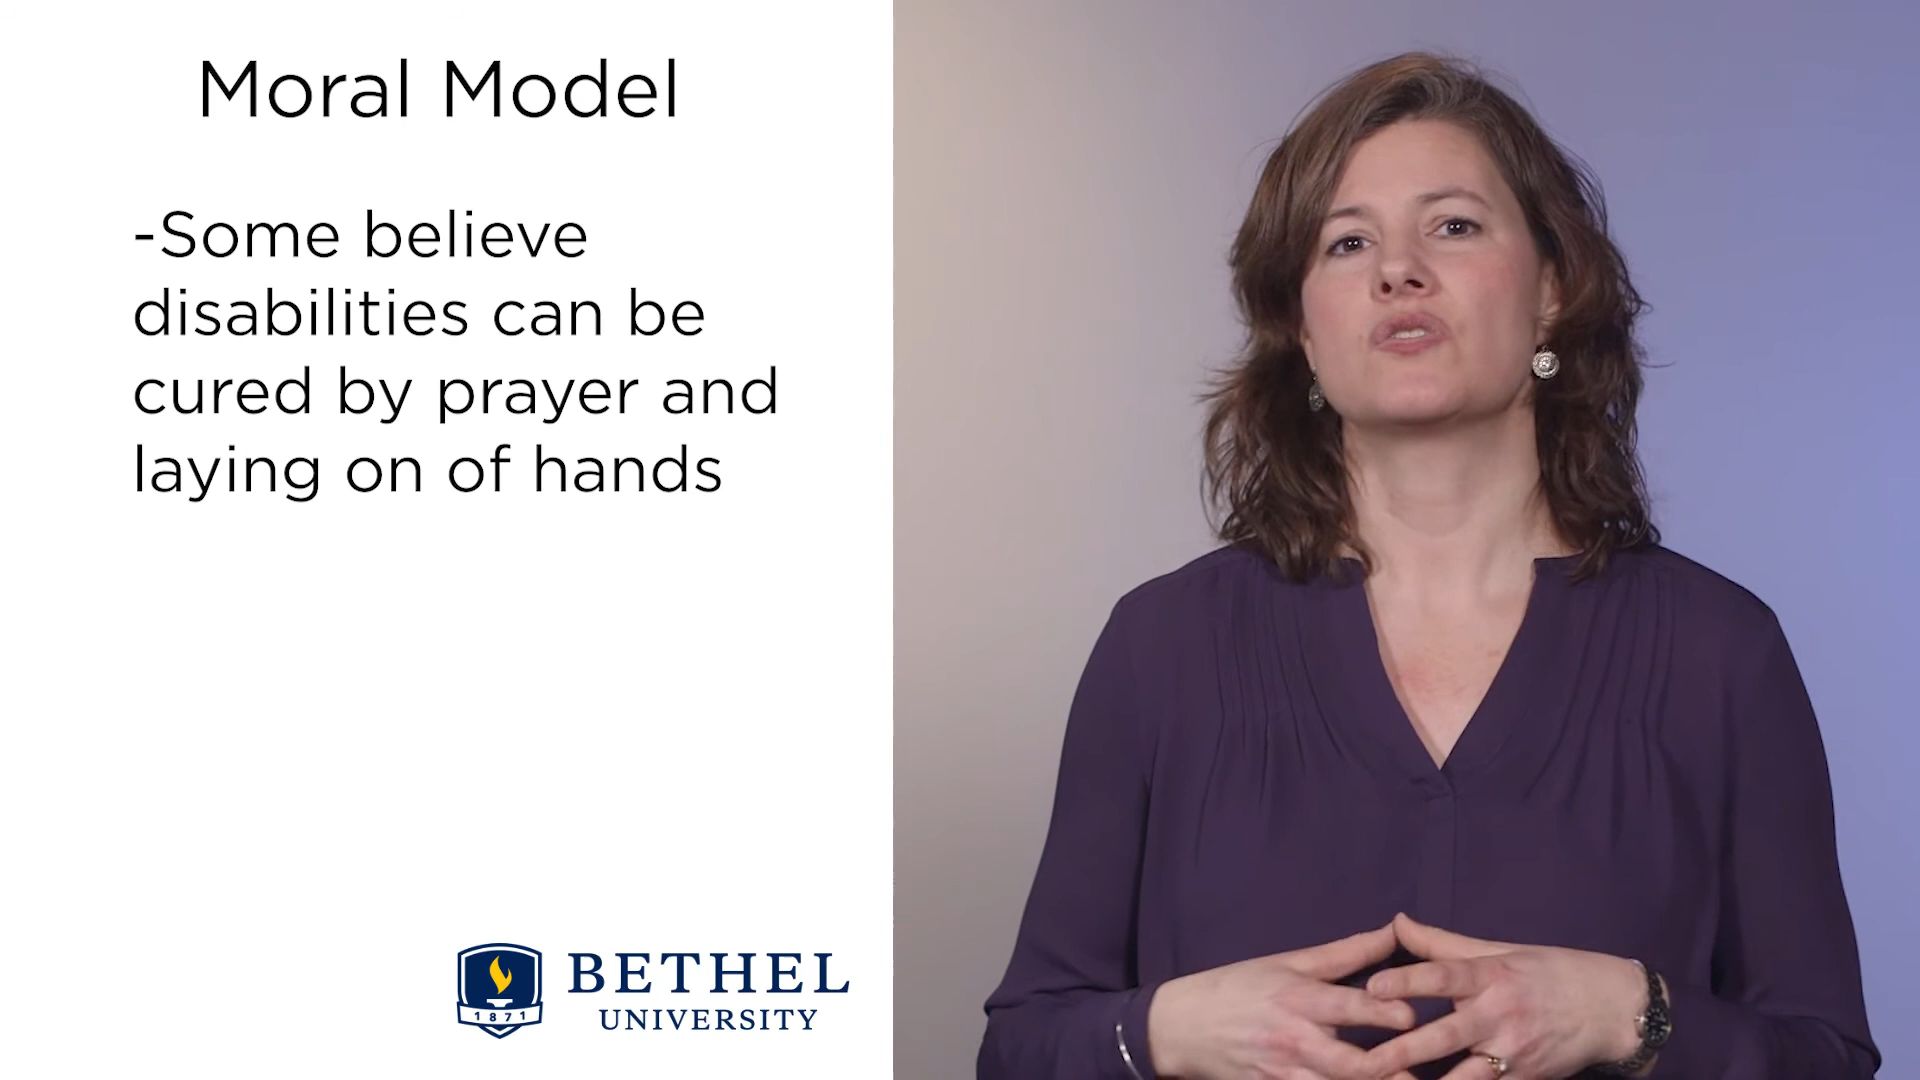 Moral Model
-Some believe
disabilities can be
cured by prayer and
laying on of hands
1871
BETHEL
UNIVERSITY